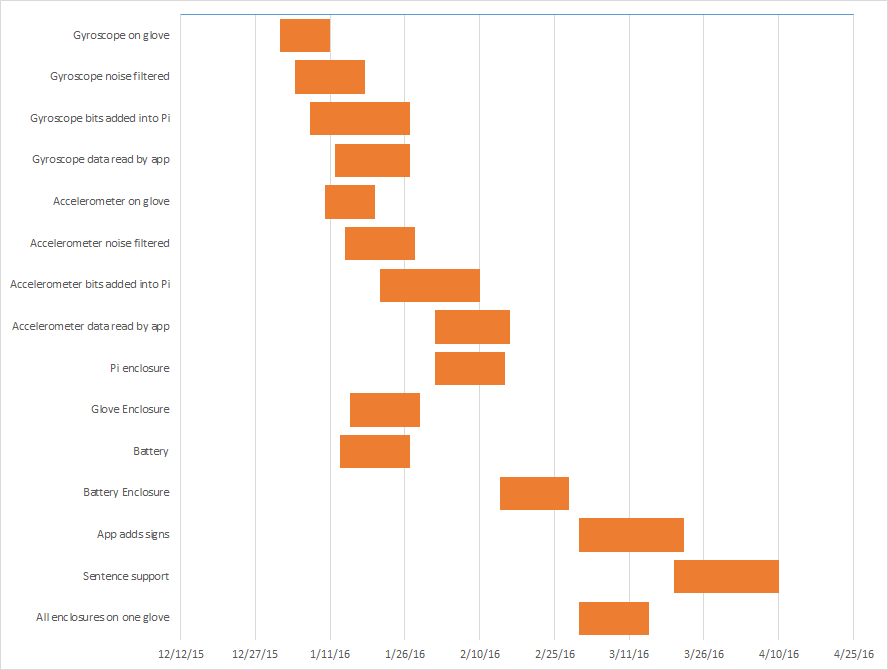 Gyroscope on glove
Gyroscope noise filtered
Gyroscope bits added into Pi
Gyroscope data read by app
Accelerometer on glove
Accelerometer noise filtered
Accelerometer bits added into Pi
Accelerometer data read by app
Pi enclosure
Glove Enclosure
Battery
Battery Enclosure
App adds signs
Sentence support
All enclosures on one glove
12/12/15 12/27/15 1/11/16 1/26/16 2/10/16 2/25/16 3/11/16 3/26/16 4/10/16 4/25/16